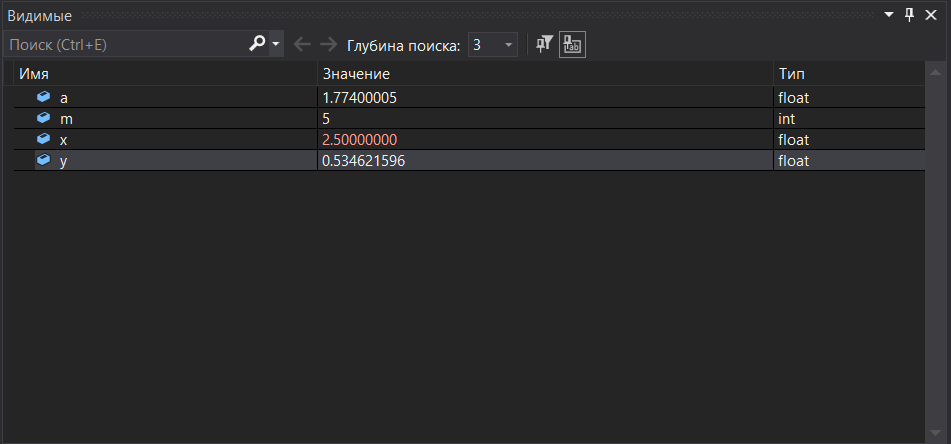 Видимые
Поиск (Ctrl+E) Глубина поиска: 3
Имя Значение Тип
a 1.77400005 float
m 5 int
x 2.50000000 float
y 0.534621596 float